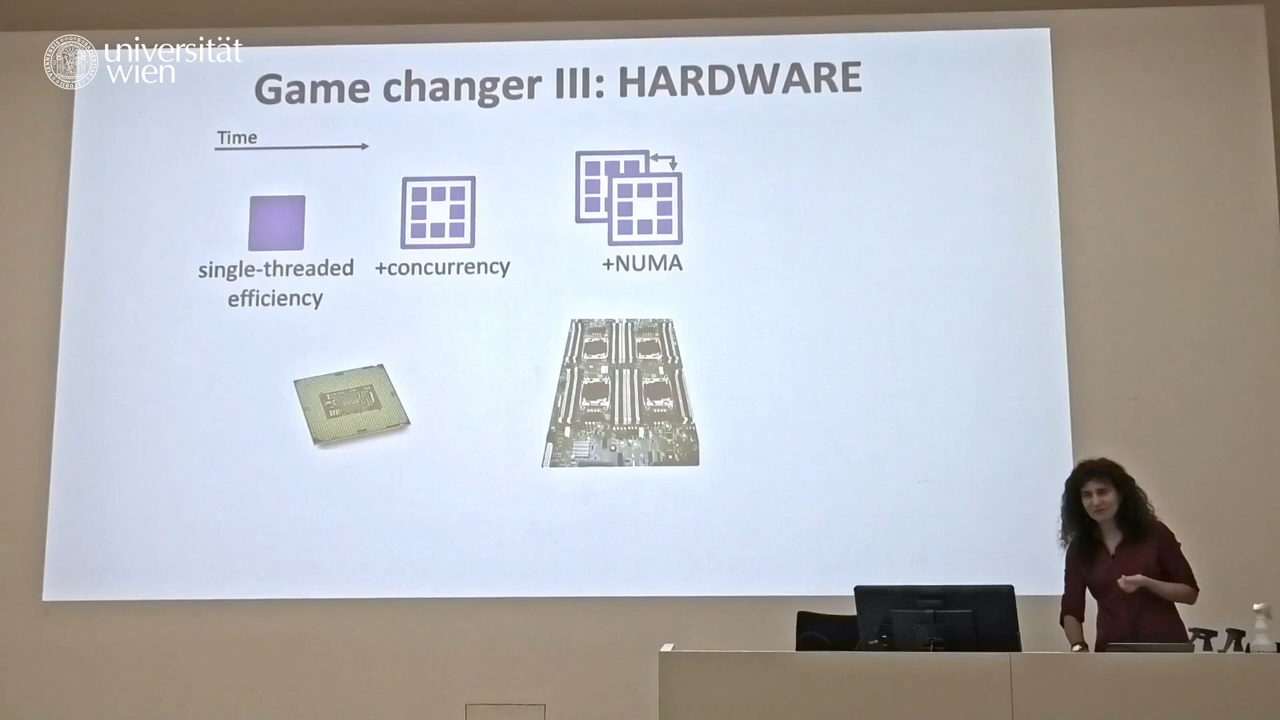 universität
wien
Game changer III: HARDWARE
Time
single-threaded
efficiency
+concurrency
+NUMA